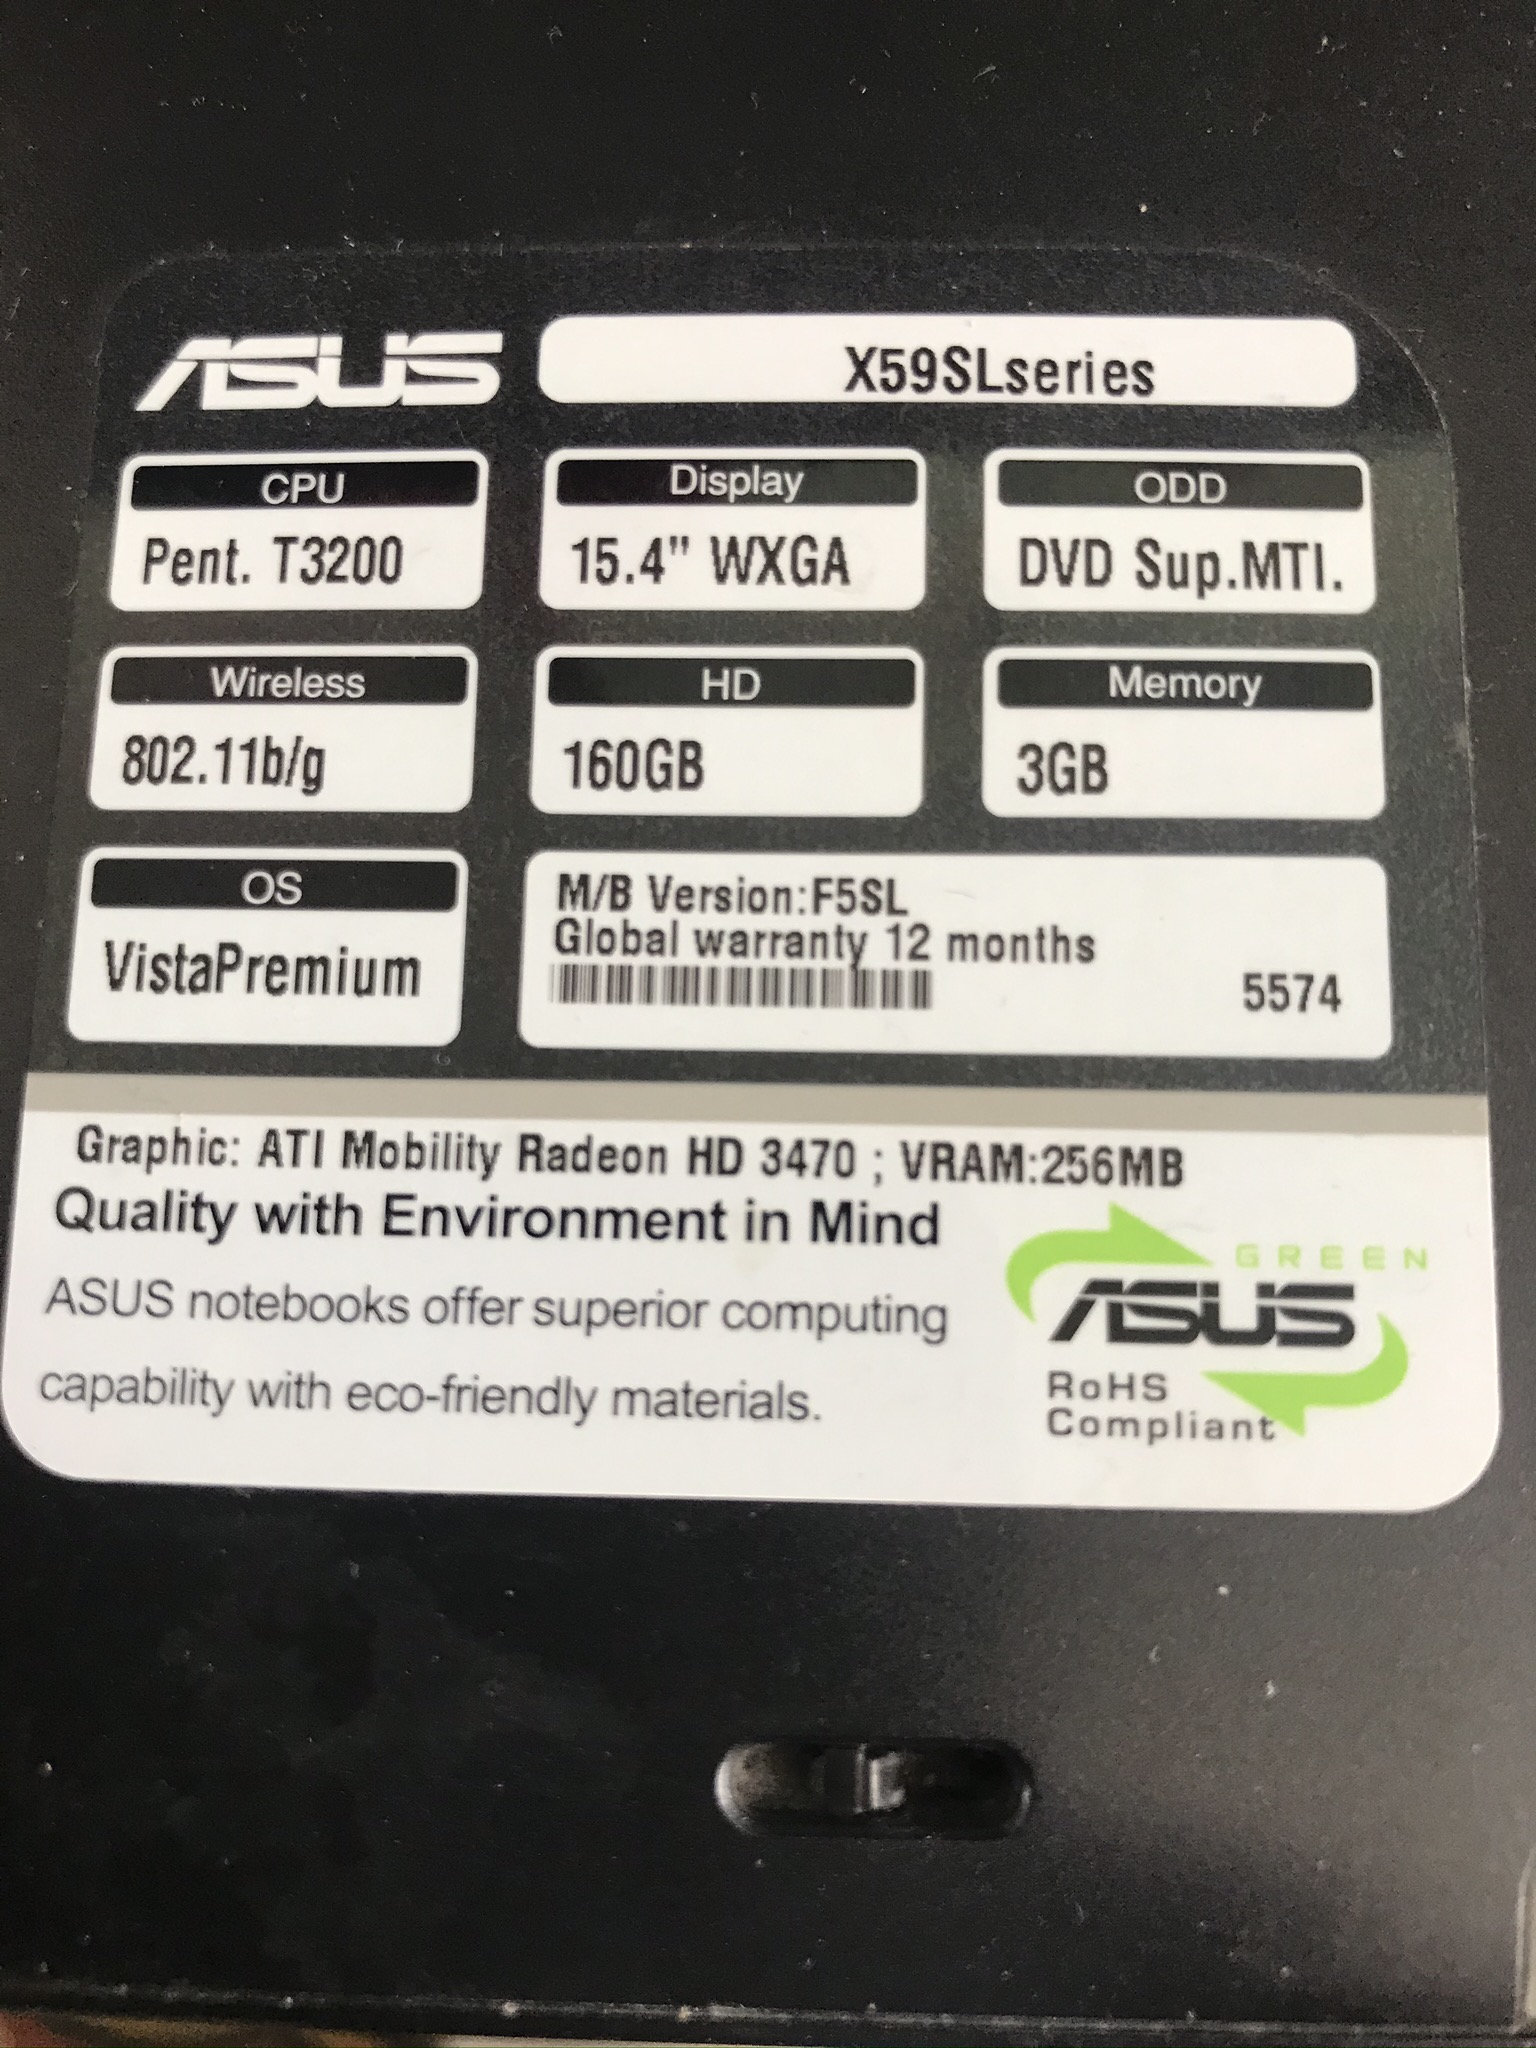 ASUS X59SLseries
CPU Display ODD
Pent. T3200 15.4" WXGA DVD Sup.MTI.
Wireless HD Memory
802.11b/g 160GB 3GB
OS
VistaPremium
M/B Version:F5SL
Global warranty 12 months
5574
Graphic: ATI Mobility Radeon HD 3470 ; VRAM:256MB
Quality with Environment in Mind
ASUS notebooks offer superior computing
capability with eco-friendly materials.
GREEN
ASUS
RoHS
Compliant